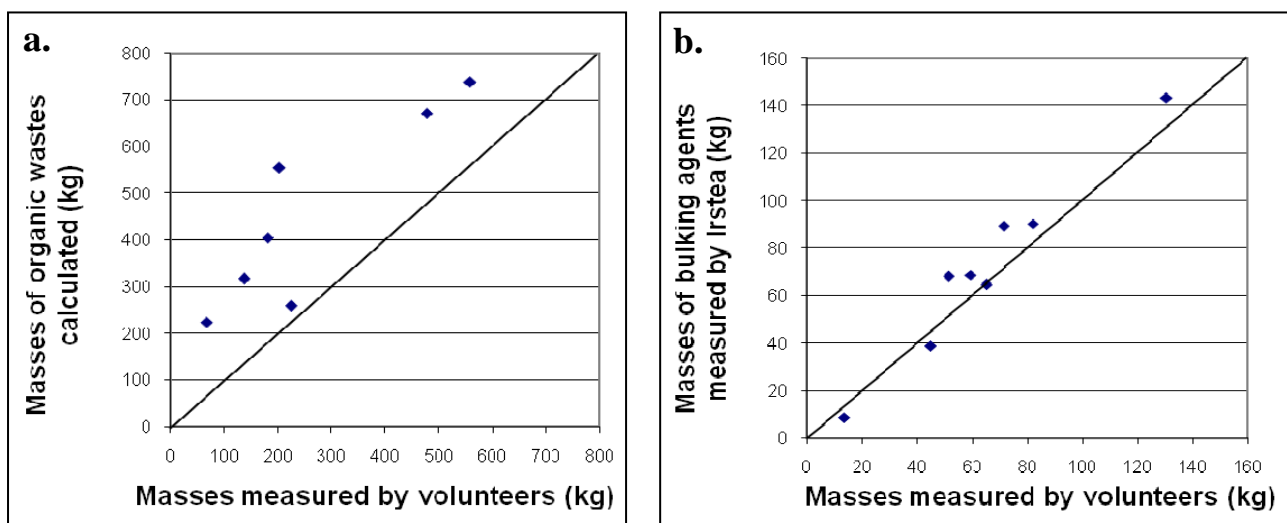 a.
Masses of organic wastes
calculated (kg)
800
700
600
500
400
300
200
100
0
0 100 200 300 400 500 600 700 800
Masses measured by volunteers (kg)
b.
Masses of bulking agents
measured by Irstea (kg)
160
140
120
100
80
60
40
20
0
0 20 40 60 80 100 120 140 160
Masses measured by volunteers (kg)